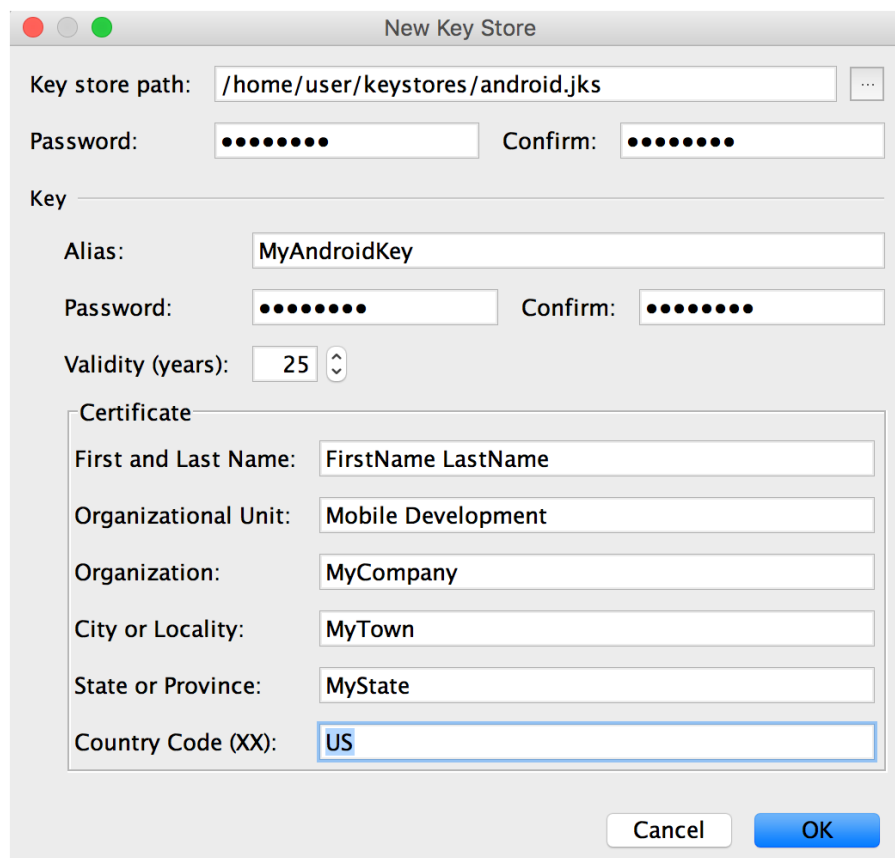 New Key Store
Key store path: /home/user/keystores/android.jks ...
Password: •••••••• Confirm: ••••••••
Key
Alias: MyAndroidKey
Password: •••••••• Confirm: ••••••••
Validity (years): 25
Certificate
First and Last Name: FirstName LastName
Organizational Unit: Mobile Development
Organization: MyCompany
City or Locality: MyTown
State or Province: MyState
Country Code (XX): US
Cancel OK